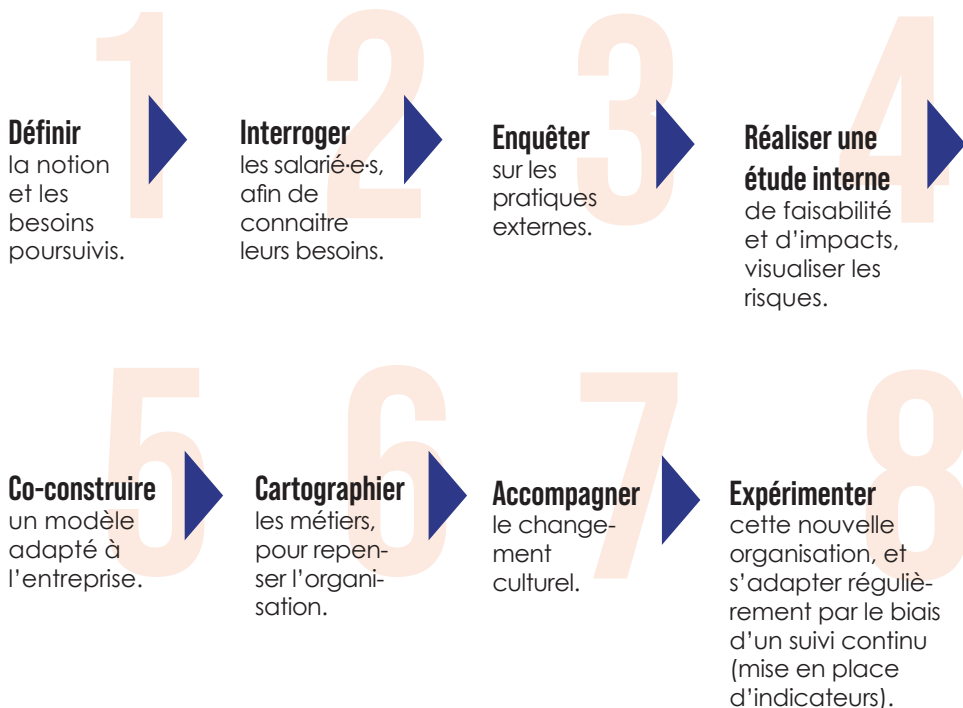 1
Définir
la notion
et les
besoins
poursuivis.
2
Interroger
les salarié·e·s,
afin de
connaitre
leurs besoins.
3
Enquêter
sur les
pratiques
externes.
4
Réaliser une
étude interne
de faisabilité
et d’impacts,
visualiser les
risques.
5
Co-construire
un modèle
adapté à
l’entreprise.
6
Cartographier
les métiers,
pour repen-
ser l’organi-
sation.
7
Accompagner
le change-
ment
culturel.
8
Expérimenter
cette nouvelle
organisation, et
s’adapter réguliè-
rement par le biais
d’un suivi continu
(mise en place
d’indicateurs).